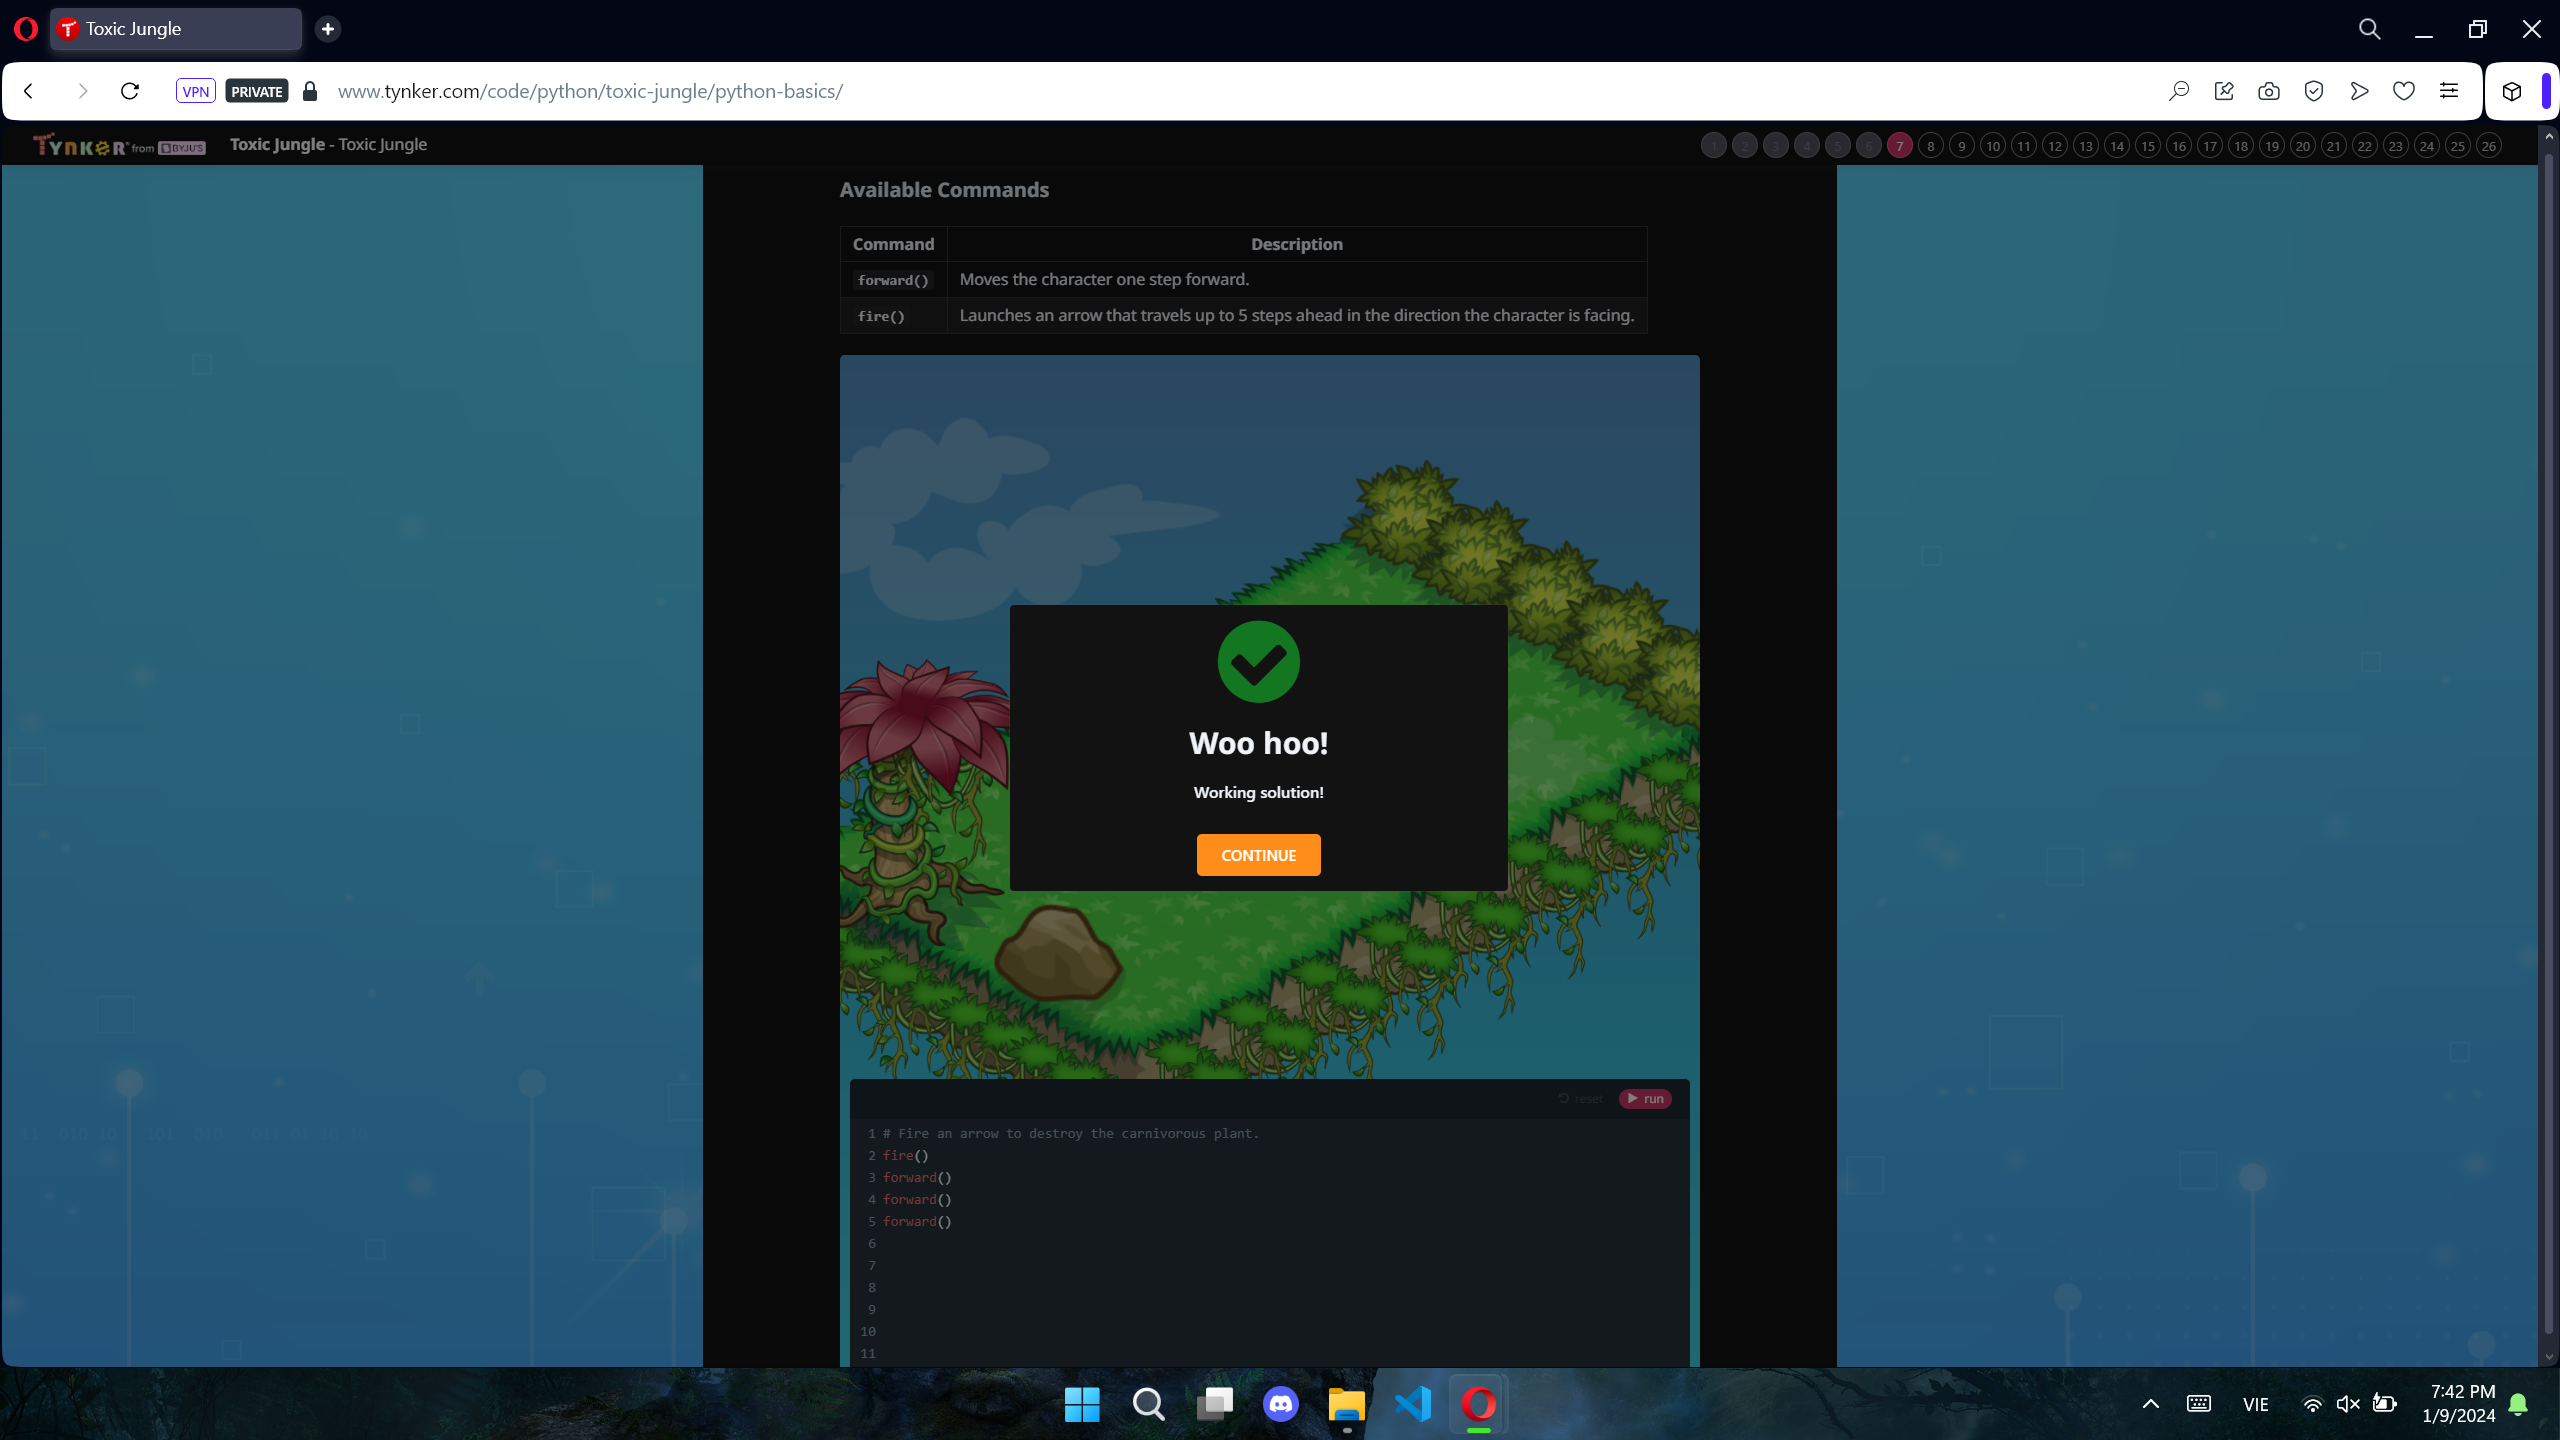 Toxic Jungle
VPN PRIVATE www.tynker.com/code/python/toxic-jungle/python-basics/
TYNKER from BYJU'S Toxic Jungle - Toxic Jungle 1 2 3 4 5 6 7 8 9 10 11 12 13 14 15 16 17 18 19 20 21 22 23 24 25 26
Available Commands
Command Description
forward() Moves the character one step forward.
fire() Launches an arrow that travels up to 5 steps ahead in the direction the character is facing.
Woo hoo!
Working solution!
CONTINUE
reset run
1 # Fire an arrow to destroy the carnivorous plant.
2 fire()
3 forward()
4 forward()
5 forward()
6
7
8
9
10
11
VIE 7:42 PM
1/9/2024